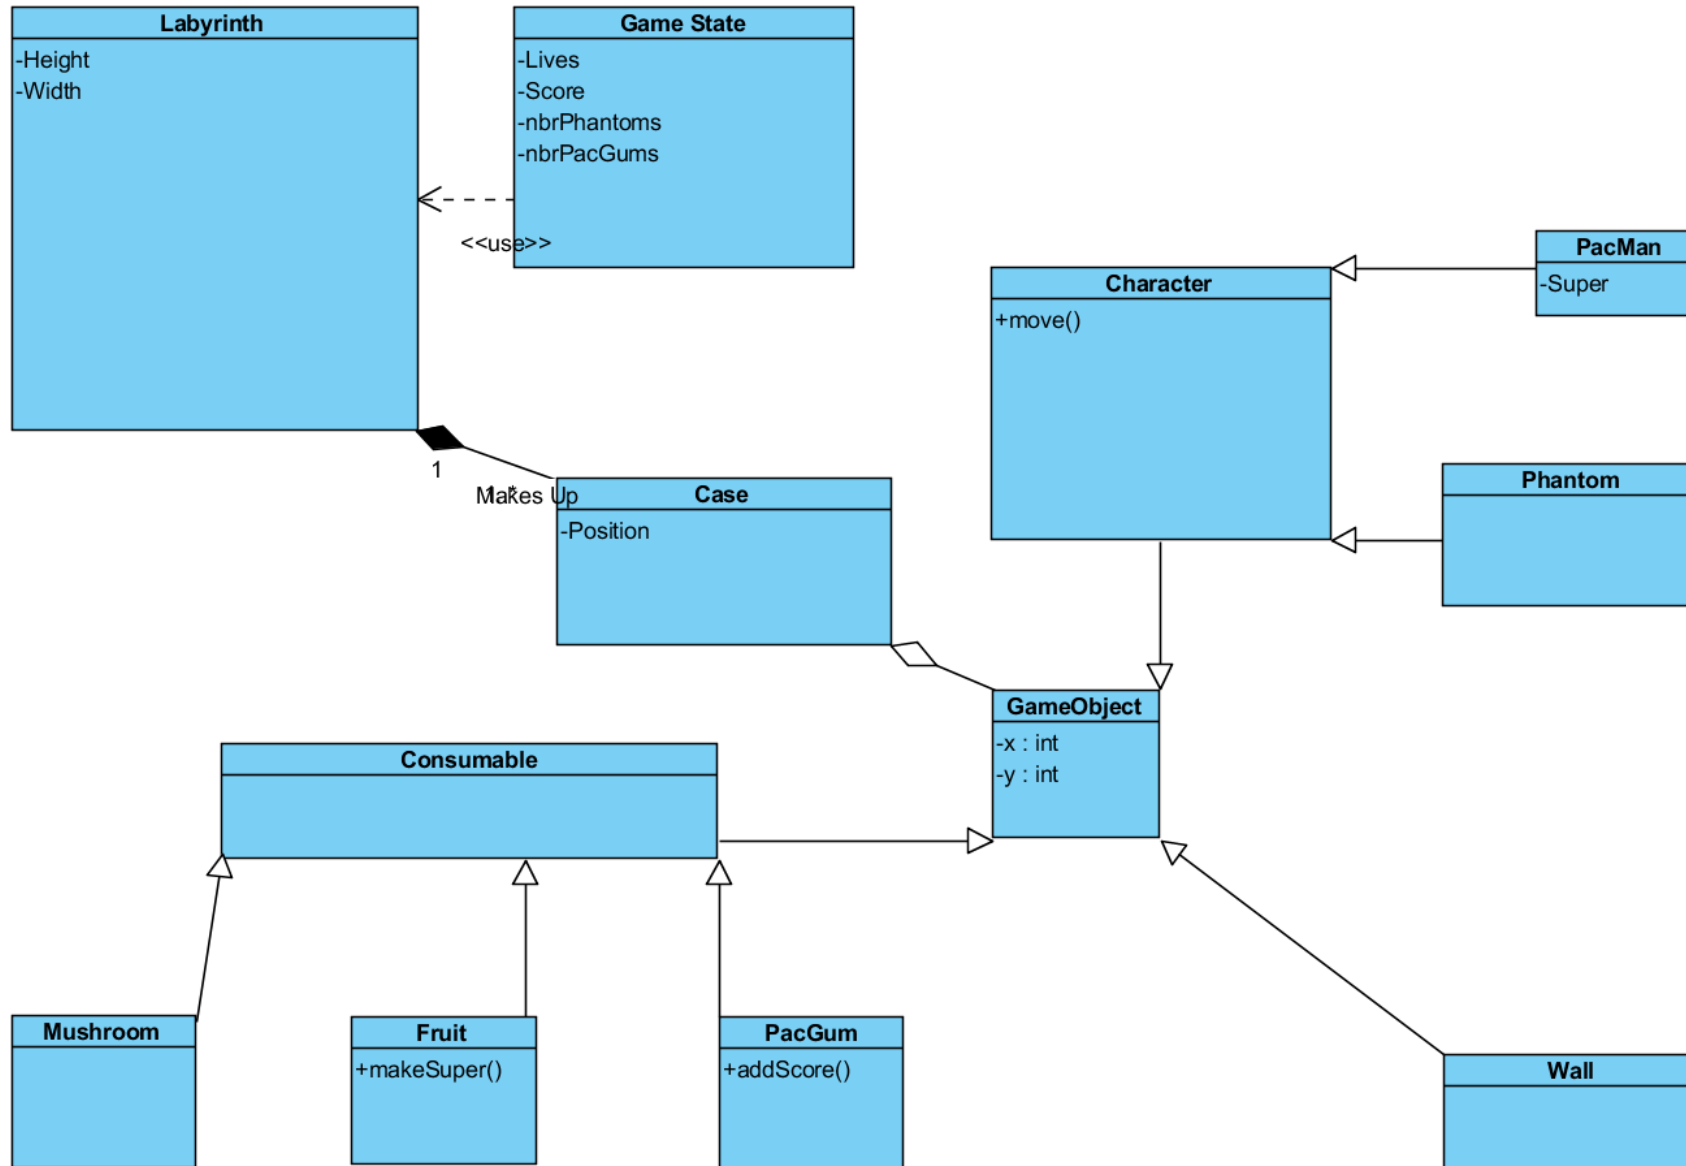 Labyrinth
-Height
-Width
Game State
-Lives
-Score
-nbrPhantoms
-nbrPacGums
<<use>>
PacMan
-Super
Character
+move()
Phantom
1
Makes Up
Case
-Position
GameObject
-x : int
-y : int
Consumable
Mushroom
Fruit
+makeSuper()
PacGum
+addScore()
Wall